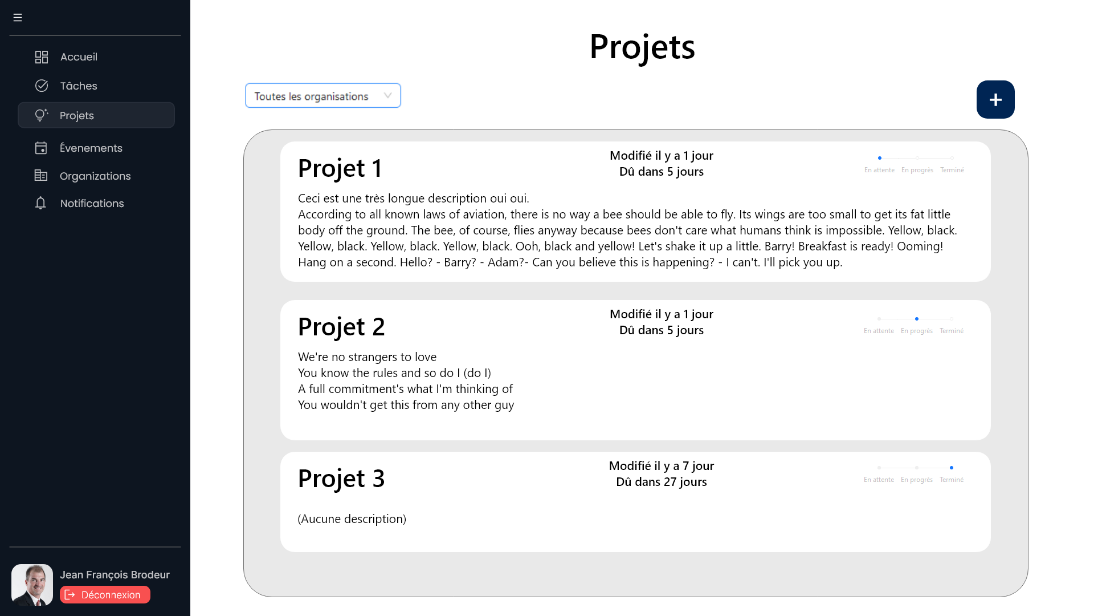 Accueil
Tâches
Projets
Évenements
Organizations
Notifications
Jean François Brodeur
Déconnexion
Projets
Toutes les organisations
+
Projet 1
Modifié il y a 1 jour
Dû dans 5 jours
En attente En progrès Terminé
Ceci est une très longue description oui oui.
According to all known laws of aviation, there is no way a bee should be able to fly. Its wings are too small to get its fat little
body off the ground. The bee, of course, flies anyway because bees don't care what humans think is impossible. Yellow, black.
Yellow, black. Yellow, black. Yellow, black. Ooh, black and yellow! Let's shake it up a little. Barry! Breakfast is ready! Ooming!
Hang on a second. Hello? - Barry? - Adam?- Can you believe this is happening? - I can't. I'll pick you up.
Projet 2
Modifié il y a 1 jour
Dû dans 5 jours
En attente En progrès Terminé
We're no strangers to love
You know the rules and so do I (do I)
A full commitment's what I'm thinking of
You wouldn't get this from any other guy
Projet 3
Modifié il y a 7 jour
Dû dans 27 jours
En attente En progrès Terminé
(Aucune description)